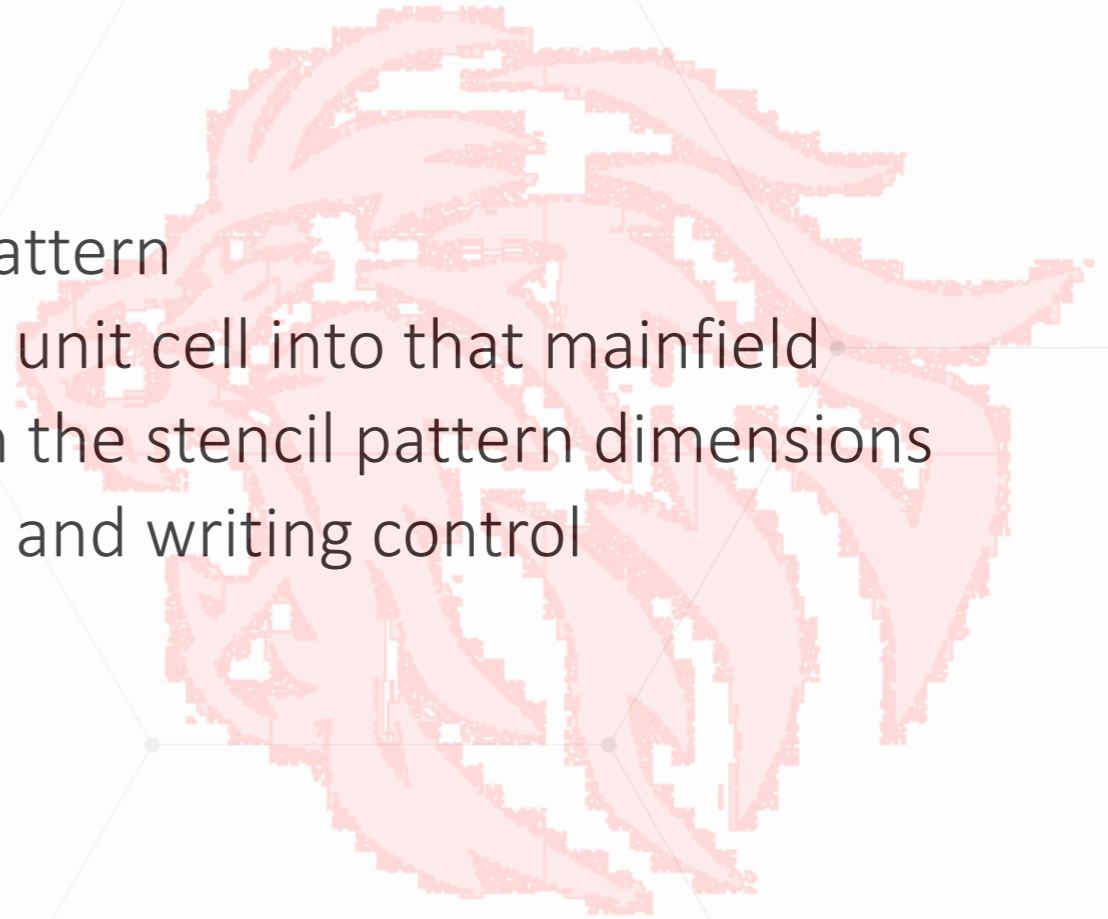 attern
unit cell into that mainfield
the stencil pattern dimensions
and writing control